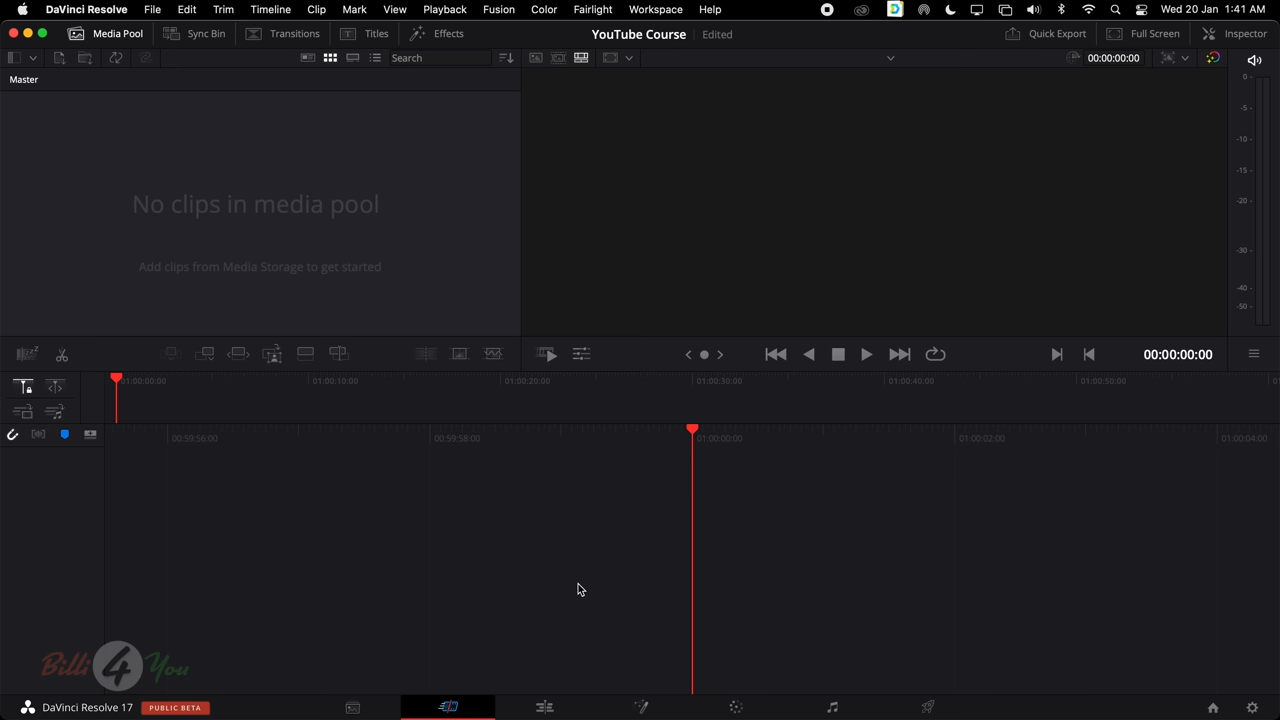 DaVinci Resolve File Edit Trim Timeline Clip Mark View Playback Fusion Color Fairlight Workspace Help Wed 20 Jan 1:41 AM
Media Pool Sync Bin Transitions Titles Effects YouTube Course Edited Quick Export Full Screen Inspector
Search 00:00:00:00
Master
0
-5
-10
-15
-20
-30
-40
-50
No clips in media pool
Add clips from Media Storage to get started
00:00:00:00
01:00:00:00 01:00:10:00 01:00:20:00 01:00:30:00 01:00:40:00 01:00:50:00
00:59:56:00 00:59:58:00 01:00:00:00 01:00:02:00 01:00:04:00
Billi 4 You
DaVinci Resolve 17 PUBLIC BETA